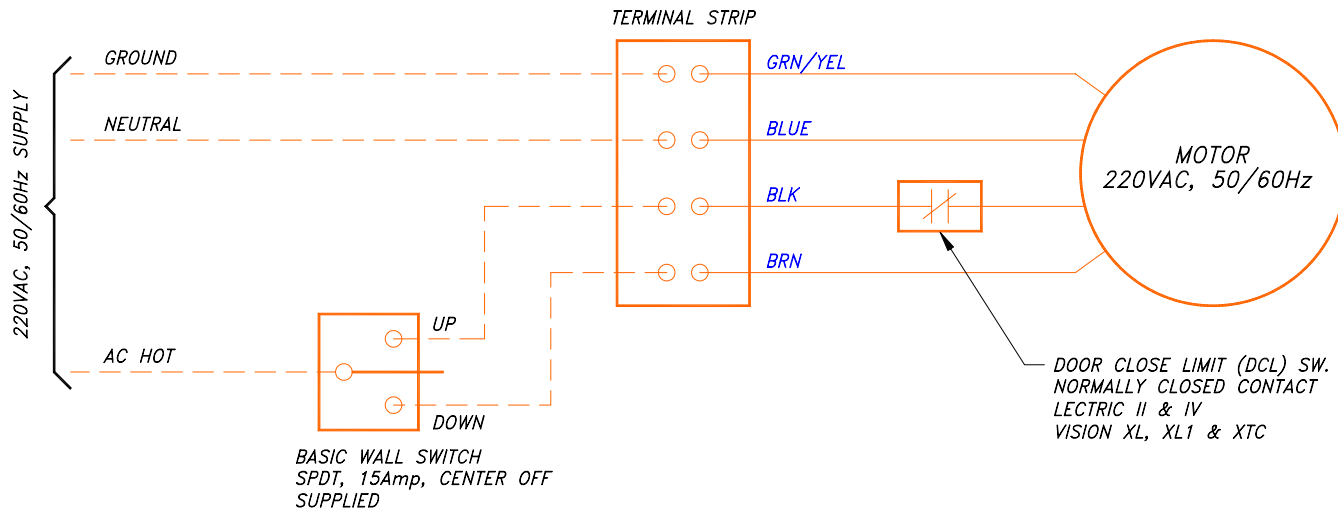 TERMINAL STRIP
GROUND
GRN/YEL
NEUTRAL
BLUE
220VAC, 50/60Hz SUPPLY
MOTOR
220VAC, 50/60Hz
BLK
BRN
UP
AC HOT
DOWN
DOOR CLOSE LIMIT (DCL) SW.
NORMALLY CLOSED CONTACT
LECTRIC II & IV
VISION XL, XL1 & XTC
BASIC WALL SWITCH
SPDT, 15Amp, CENTER OFF
SUPPLIED